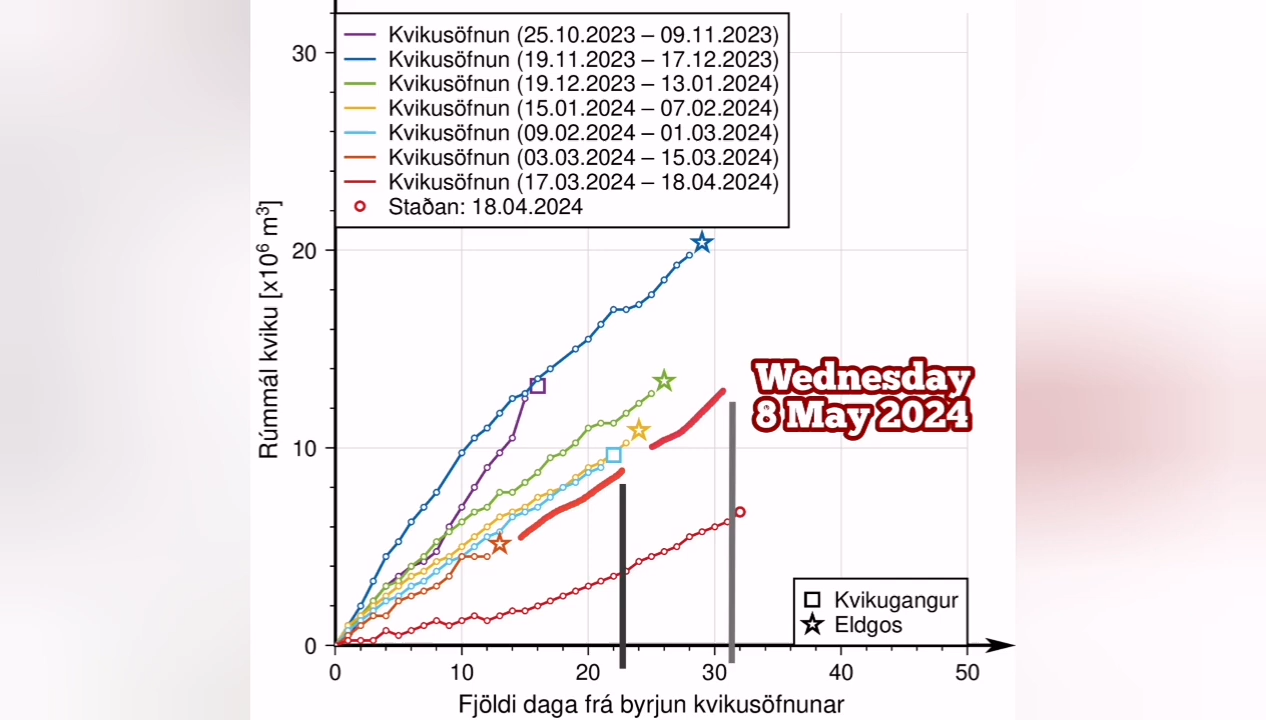 Kvikusöfnun (25.10.2023 – 09.11.2023)
Kvikusöfnun (19.11.2023 – 17.12.2023)
Kvikusöfnun (19.12.2023 – 13.01.2024)
Kvikusöfnun (15.01.2024 – 07.02.2024)
Kvikusöfnun (09.02.2024 – 01.03.2024)
Kvikusöfnun (03.03.2024 – 15.03.2024)
Kvikusöfnun (17.03.2024 – 18.04.2024)
Staðan: 18.04.2024
Rúmmál kviku [x10⁶ m³]
30
20
10
0
Wednesday
8 May 2024
Kvikugangur
Eldgos
0 10 20 30 40 50
Fjöldi daga frá byrjun kvikusöfnunar